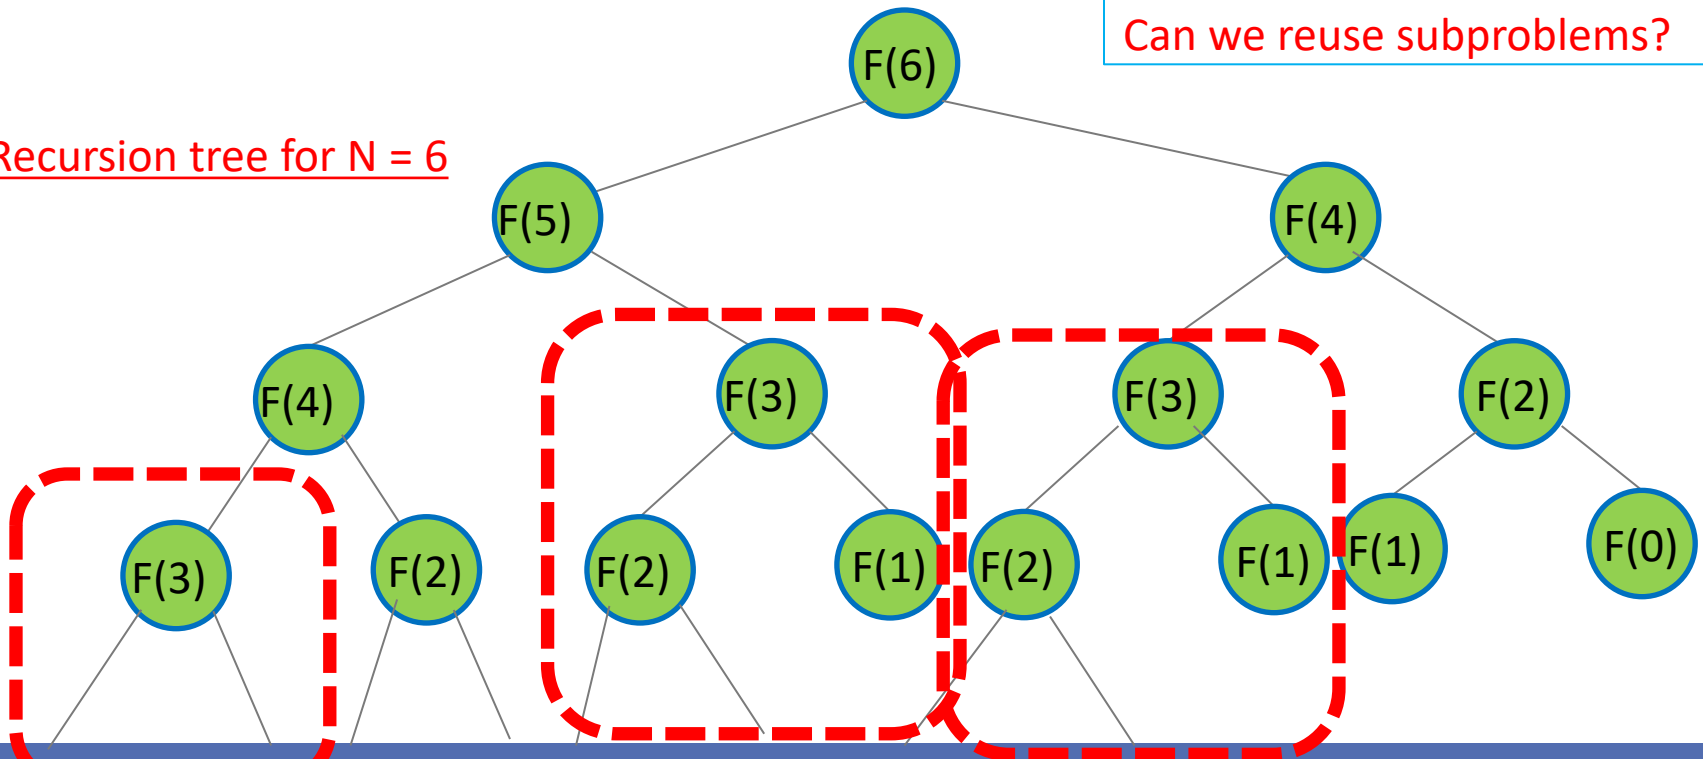 Can we reuse subproblems?
F(6)
Recursion tree for N = 6
F(5)
F(4)
F(4)
F(3)
F(3)
F(2)
F(3)
F(2)
F(2)
F(1)
F(2)
F(1)
F(1)
F(0)